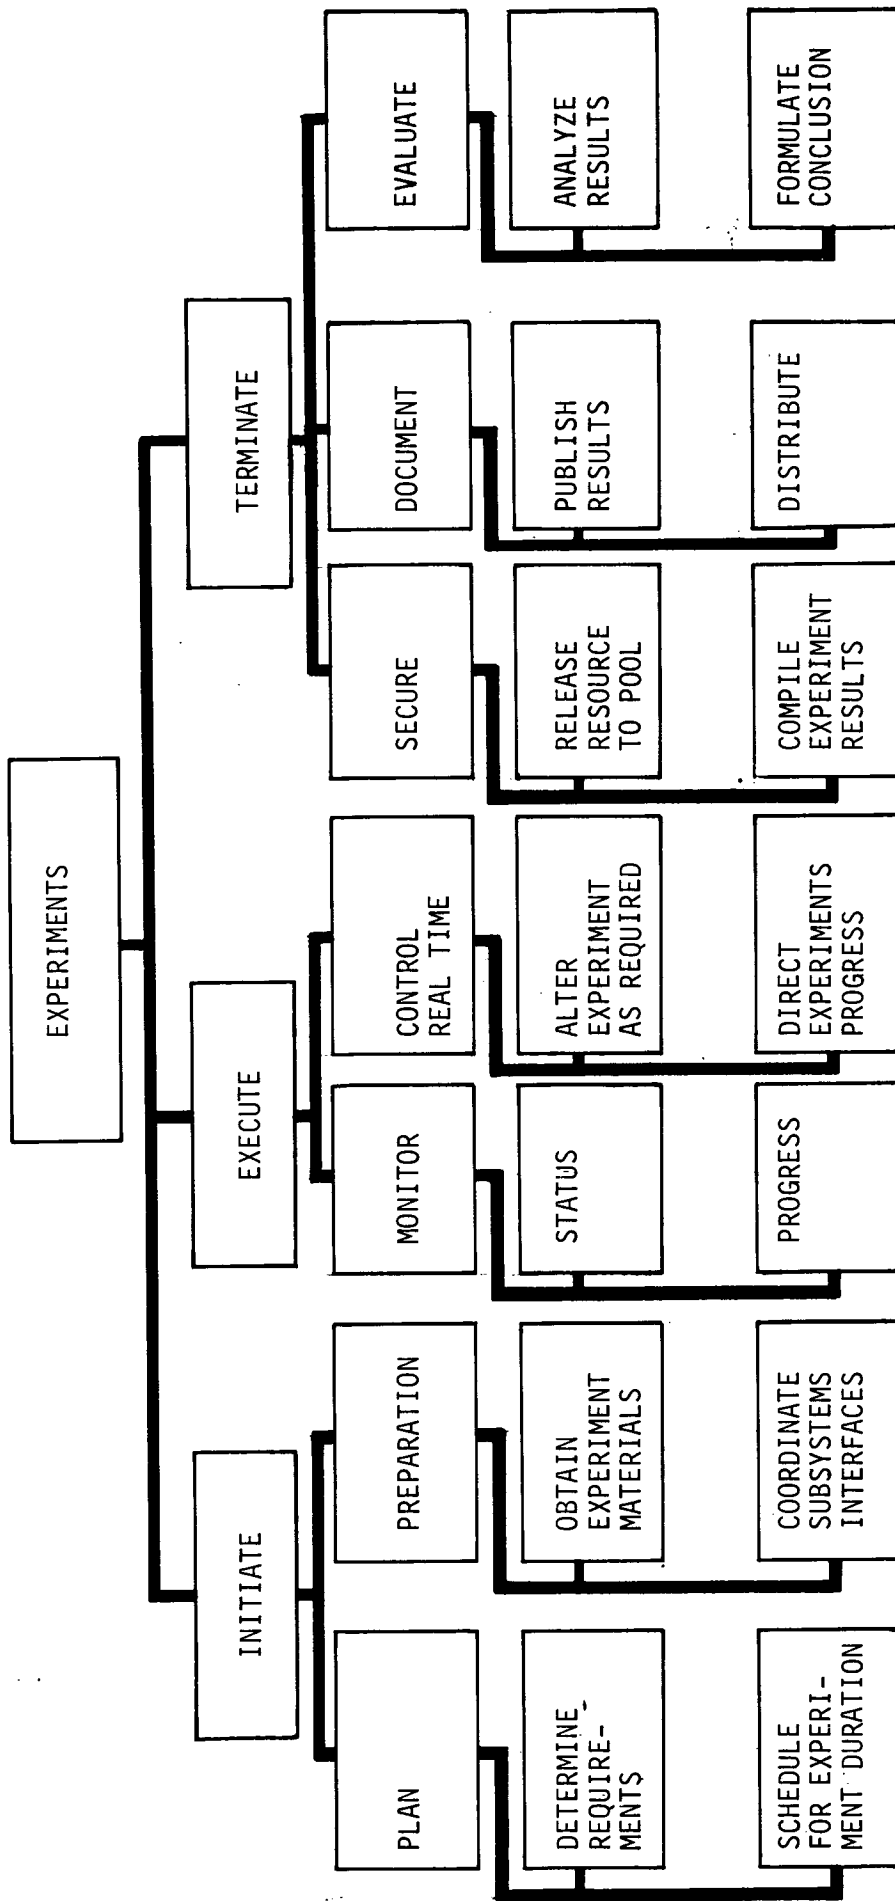 EXPERIMENTS
INITIATE
EXECUTE
TERMINATE
PLAN
PREPARATION
MONITOR
CONTROL
REAL TIME
SECURE
DOCUMENT
EVALUATE
DETERMINE
REQUIRE-
MENTS
OBTAIN
EXPERIMENT
MATERIALS
STATUS
ALTER
EXPERIMENT
AS REQUIRED
RELEASE
RESOURCE
TO POOL
PUBLISH
RESULTS
ANALYZE
RESULTS
SCHEDULE
FOR EXPERI-
MENT DURATION
COORDINATE
SUBSYSTEMS
INTERFACES
PROGRESS
DIRECT
EXPERIMENTS
PROGRESS
COMPILE
EXPERIMENT
RESULTS
DISTRIBUTE
FORMULATE
CONCLUSION